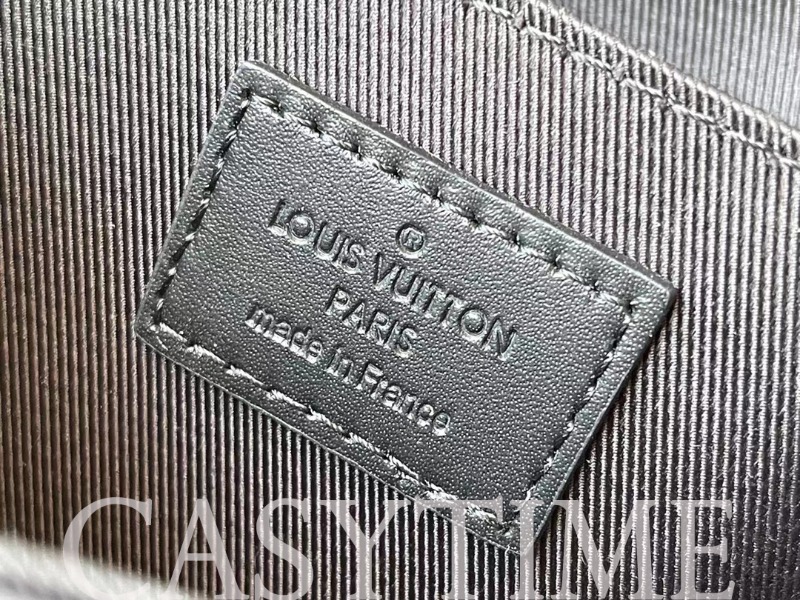 ®
LOUIS VUITTON
PARIS
made in France
CASYTIME